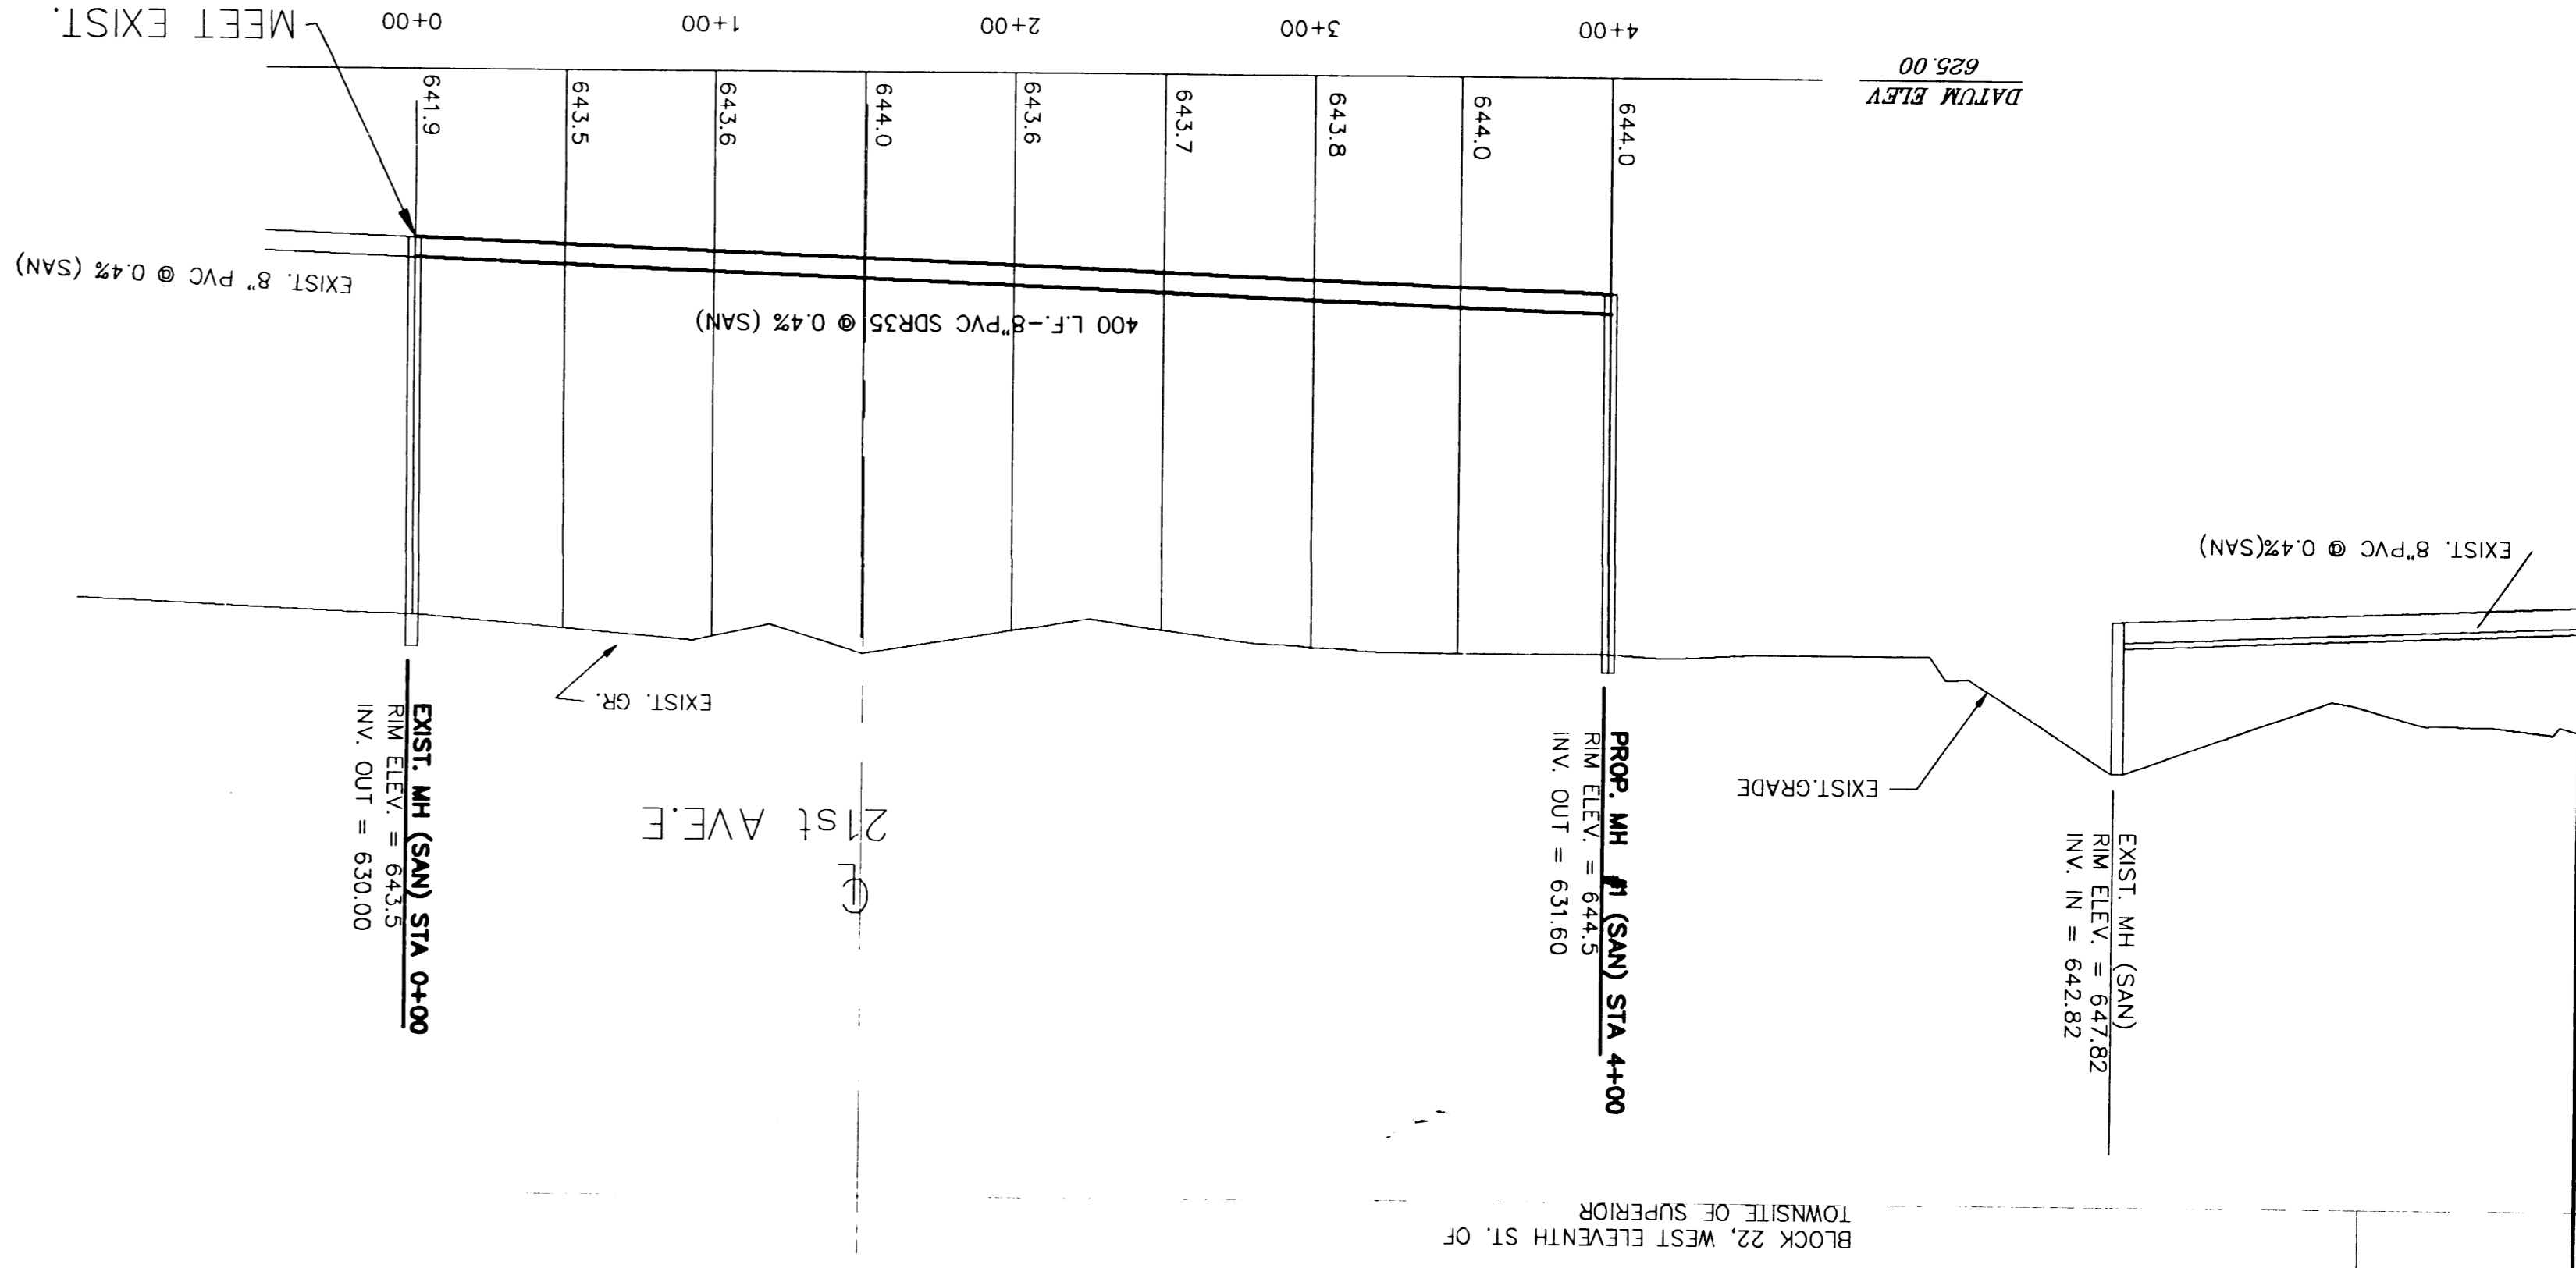 MEET EXIST.
0+00
1+00
2+00
3+00
4+00
DATUM ELEV
625.00
641.9
643.5
643.6
644.0
643.6
643.7
643.8
644.0
644.0
EXIST. 8" PVC @ 0.4% (SAN)
400 L.F.-8"PVC SDR35 @ 0.4% (SAN)
EXIST. 8"PVC @ 0.4%(SAN)
EXIST. GR.
EXIST.GRADE
EXIST. MH (SAN) STA 0+00
RIM ELEV. = 643.5
INV. OUT = 630.00
21st AVE.E
℄
PROP. MH #1 (SAN) STA 4+00
RIM ELEV. = 644.5
INV. OUT = 631.60
EXIST. MH (SAN)
RIM ELEV. = 647.82
INV. IN = 642.82
BLOCK 22, WEST ELEVENTH ST. OF
TOWNSITE OF SUPERIOR